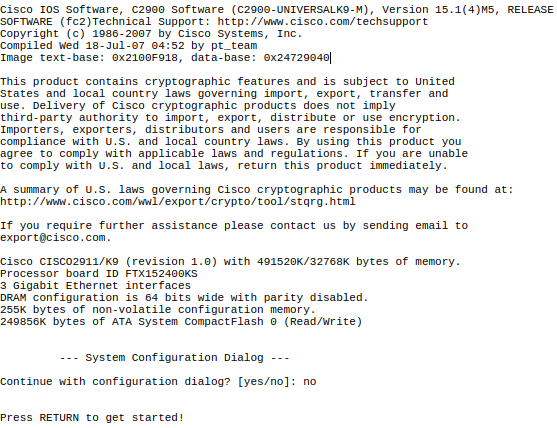 Cisco IOS Software, C2900 Software (C2900-UNIVERSALK9-M), Version 15.1(4)M5, RELEASE
SOFTWARE (fc2)Technical Support: http://www.cisco.com/techsupport
Copyright (c) 1986-2007 by Cisco Systems, Inc.
Compiled Wed 18-Jul-07 04:52 by pt_team
Image text-base: 0x2100F918, data-base: 0x24729040
This product contains cryptographic features and is subject to United
States and local country laws governing import, export, transfer and
use. Delivery of Cisco cryptographic products does not imply
third-party authority to import, export, distribute or use encryption.
Importers, exporters, distributors and users are responsible for
compliance with U.S. and local country laws. By using this product you
agree to comply with applicable laws and regulations. If you are unable
to comply with U.S. and local laws, return this product immediately.
A summary of U.S. laws governing Cisco cryptographic products may be found at:
http://www.cisco.com/wwl/export/crypto/tool/stqrg.html
If you require further assistance please contact us by sending email to
export@cisco.com.
Cisco CISCO2911/K9 (revision 1.0) with 491520K/32768K bytes of memory.
Processor board ID FTX152400KS
3 Gigabit Ethernet interfaces
DRAM configuration is 64 bits wide with parity disabled.
255K bytes of non-volatile configuration memory.
249856K bytes of ATA System CompactFlash 0 (Read/Write)
--- System Configuration Dialog ---
Continue with configuration dialog? [yes/no]: no
Press RETURN to get started!